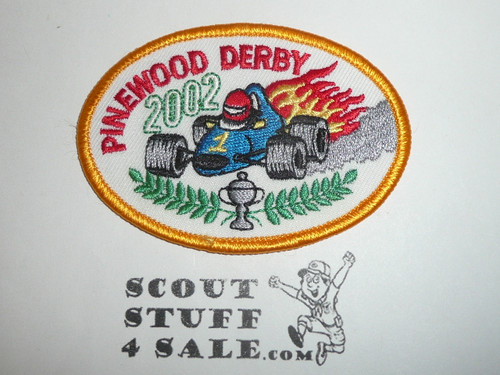 PINEWOOD DERBY
2002
1
SCOUT
STUFF
4 SALE.COM